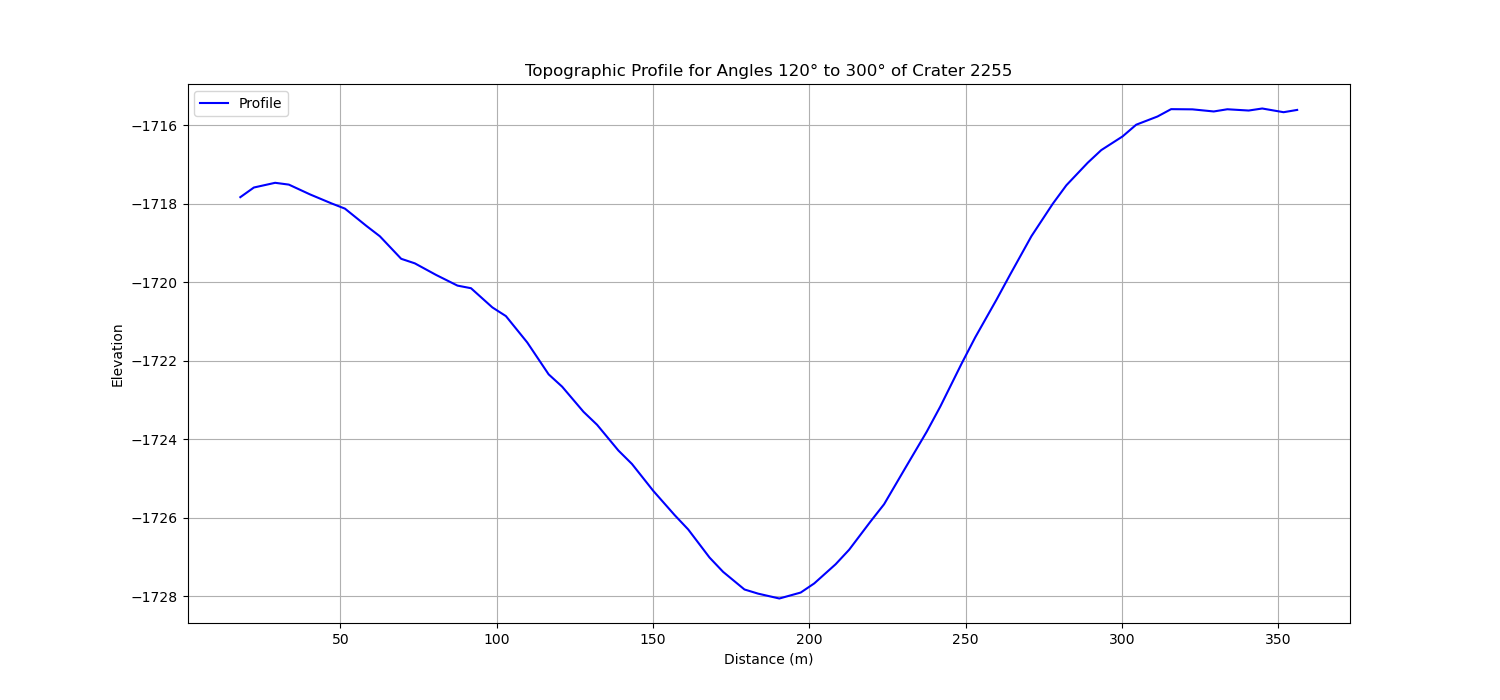 Topographic Profile for Angles 120° to 300° of Crater 2255
Profile
−1716
−1718
−1720
−1722
−1724
−1726
−1728
Elevation
50 100 150 200 250 300 350
Distance (m)